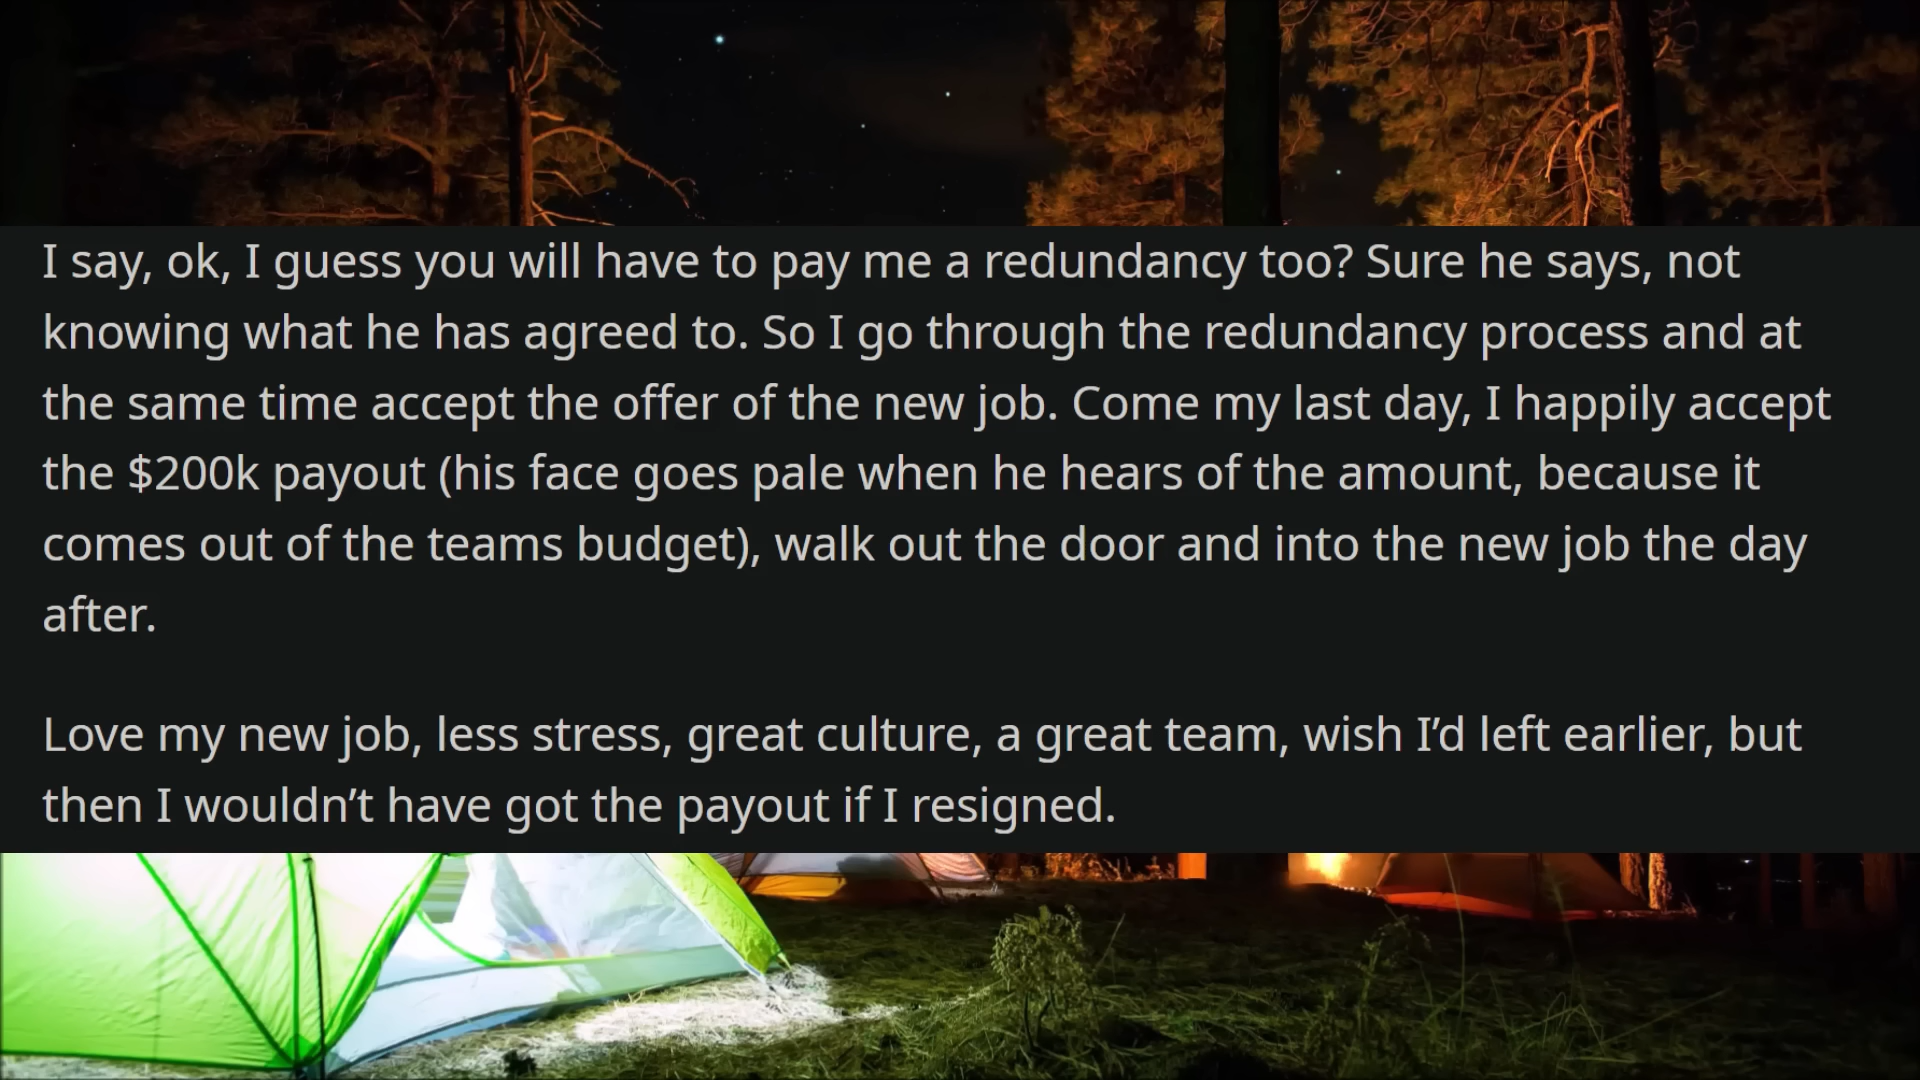 I say, ok, I guess you will have to pay me a redundancy too? Sure he says, not
knowing what he has agreed to. So I go through the redundancy process and at
the same time accept the offer of the new job. Come my last day, I happily accept
the $200k payout (his face goes pale when he hears of the amount, because it
comes out of the teams budget), walk out the door and into the new job the day
after.
Love my new job, less stress, great culture, a great team, wish I’d left earlier, but
then I wouldn’t have got the payout if I resigned.